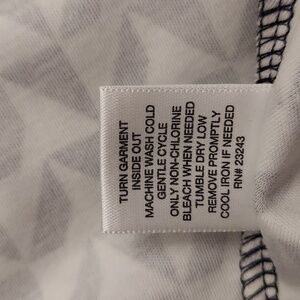 TURN GARMENT
INSIDE OUT
MACHINE WASH COLD
GENTLE CYCLE
ONLY NON-CHLORINE
BLEACH WHEN NEEDED
TUMBLE DRY LOW
REMOVE PROMPTLY
COOL IRON IF NEEDED
RN# 23243